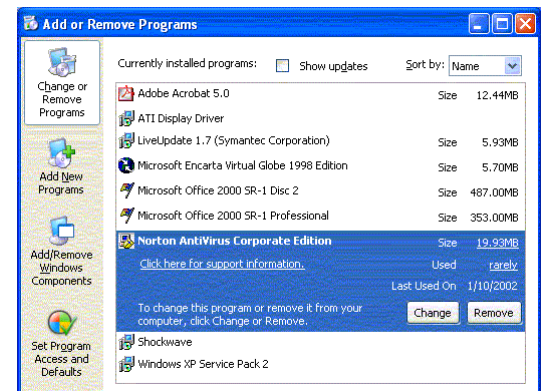 Add or Remove Programs
Change or
Remove
Programs
Add New
Programs
Add/Remove
Windows
Components
Set Program
Access and
Defaults
Currently installed programs: Show updates Sort by: Name
Adobe Acrobat 5.0 Size 12.44MB
ATI Display Driver
LiveUpdate 1.7 (Symantec Corporation) Size 5.93MB
Microsoft Encarta Virtual Globe 1998 Edition Size 5.70MB
Microsoft Office 2000 SR-1 Disc 2 Size 487.00MB
Microsoft Office 2000 SR-1 Professional Size 353.00MB
Norton AntiVirus Corporate Edition Size 19.93MB
Click here for support information. Used rarely
Last Used On 1/10/2002
To change this program or remove it from your
computer, click Change or Remove.
Change Remove
Shockwave
Windows XP Service Pack 2